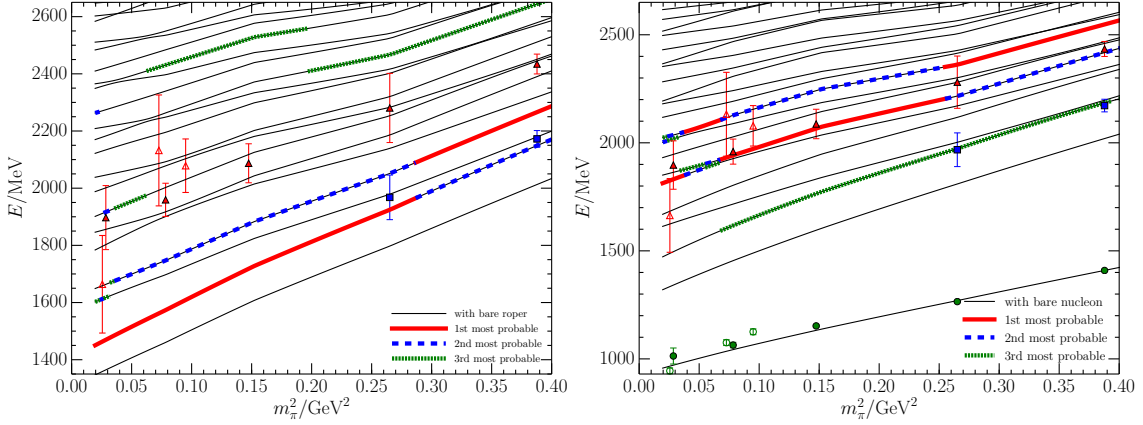 2600
2400
2200
2000
1800
1600
1400
E/MeV
0.00 0.05 0.10 0.15 0.20 0.25 0.30 0.35 0.40
m_π^2/GeV^2
with bare roper
1st most probable
2nd most probable
3rd most probable
2500
2000
1500
1000
E/MeV
0.00 0.05 0.10 0.15 0.20 0.25 0.30 0.35 0.40
m_π^2/GeV^2
with bare nucleon
1st most probable
2nd most probable
3rd most probable